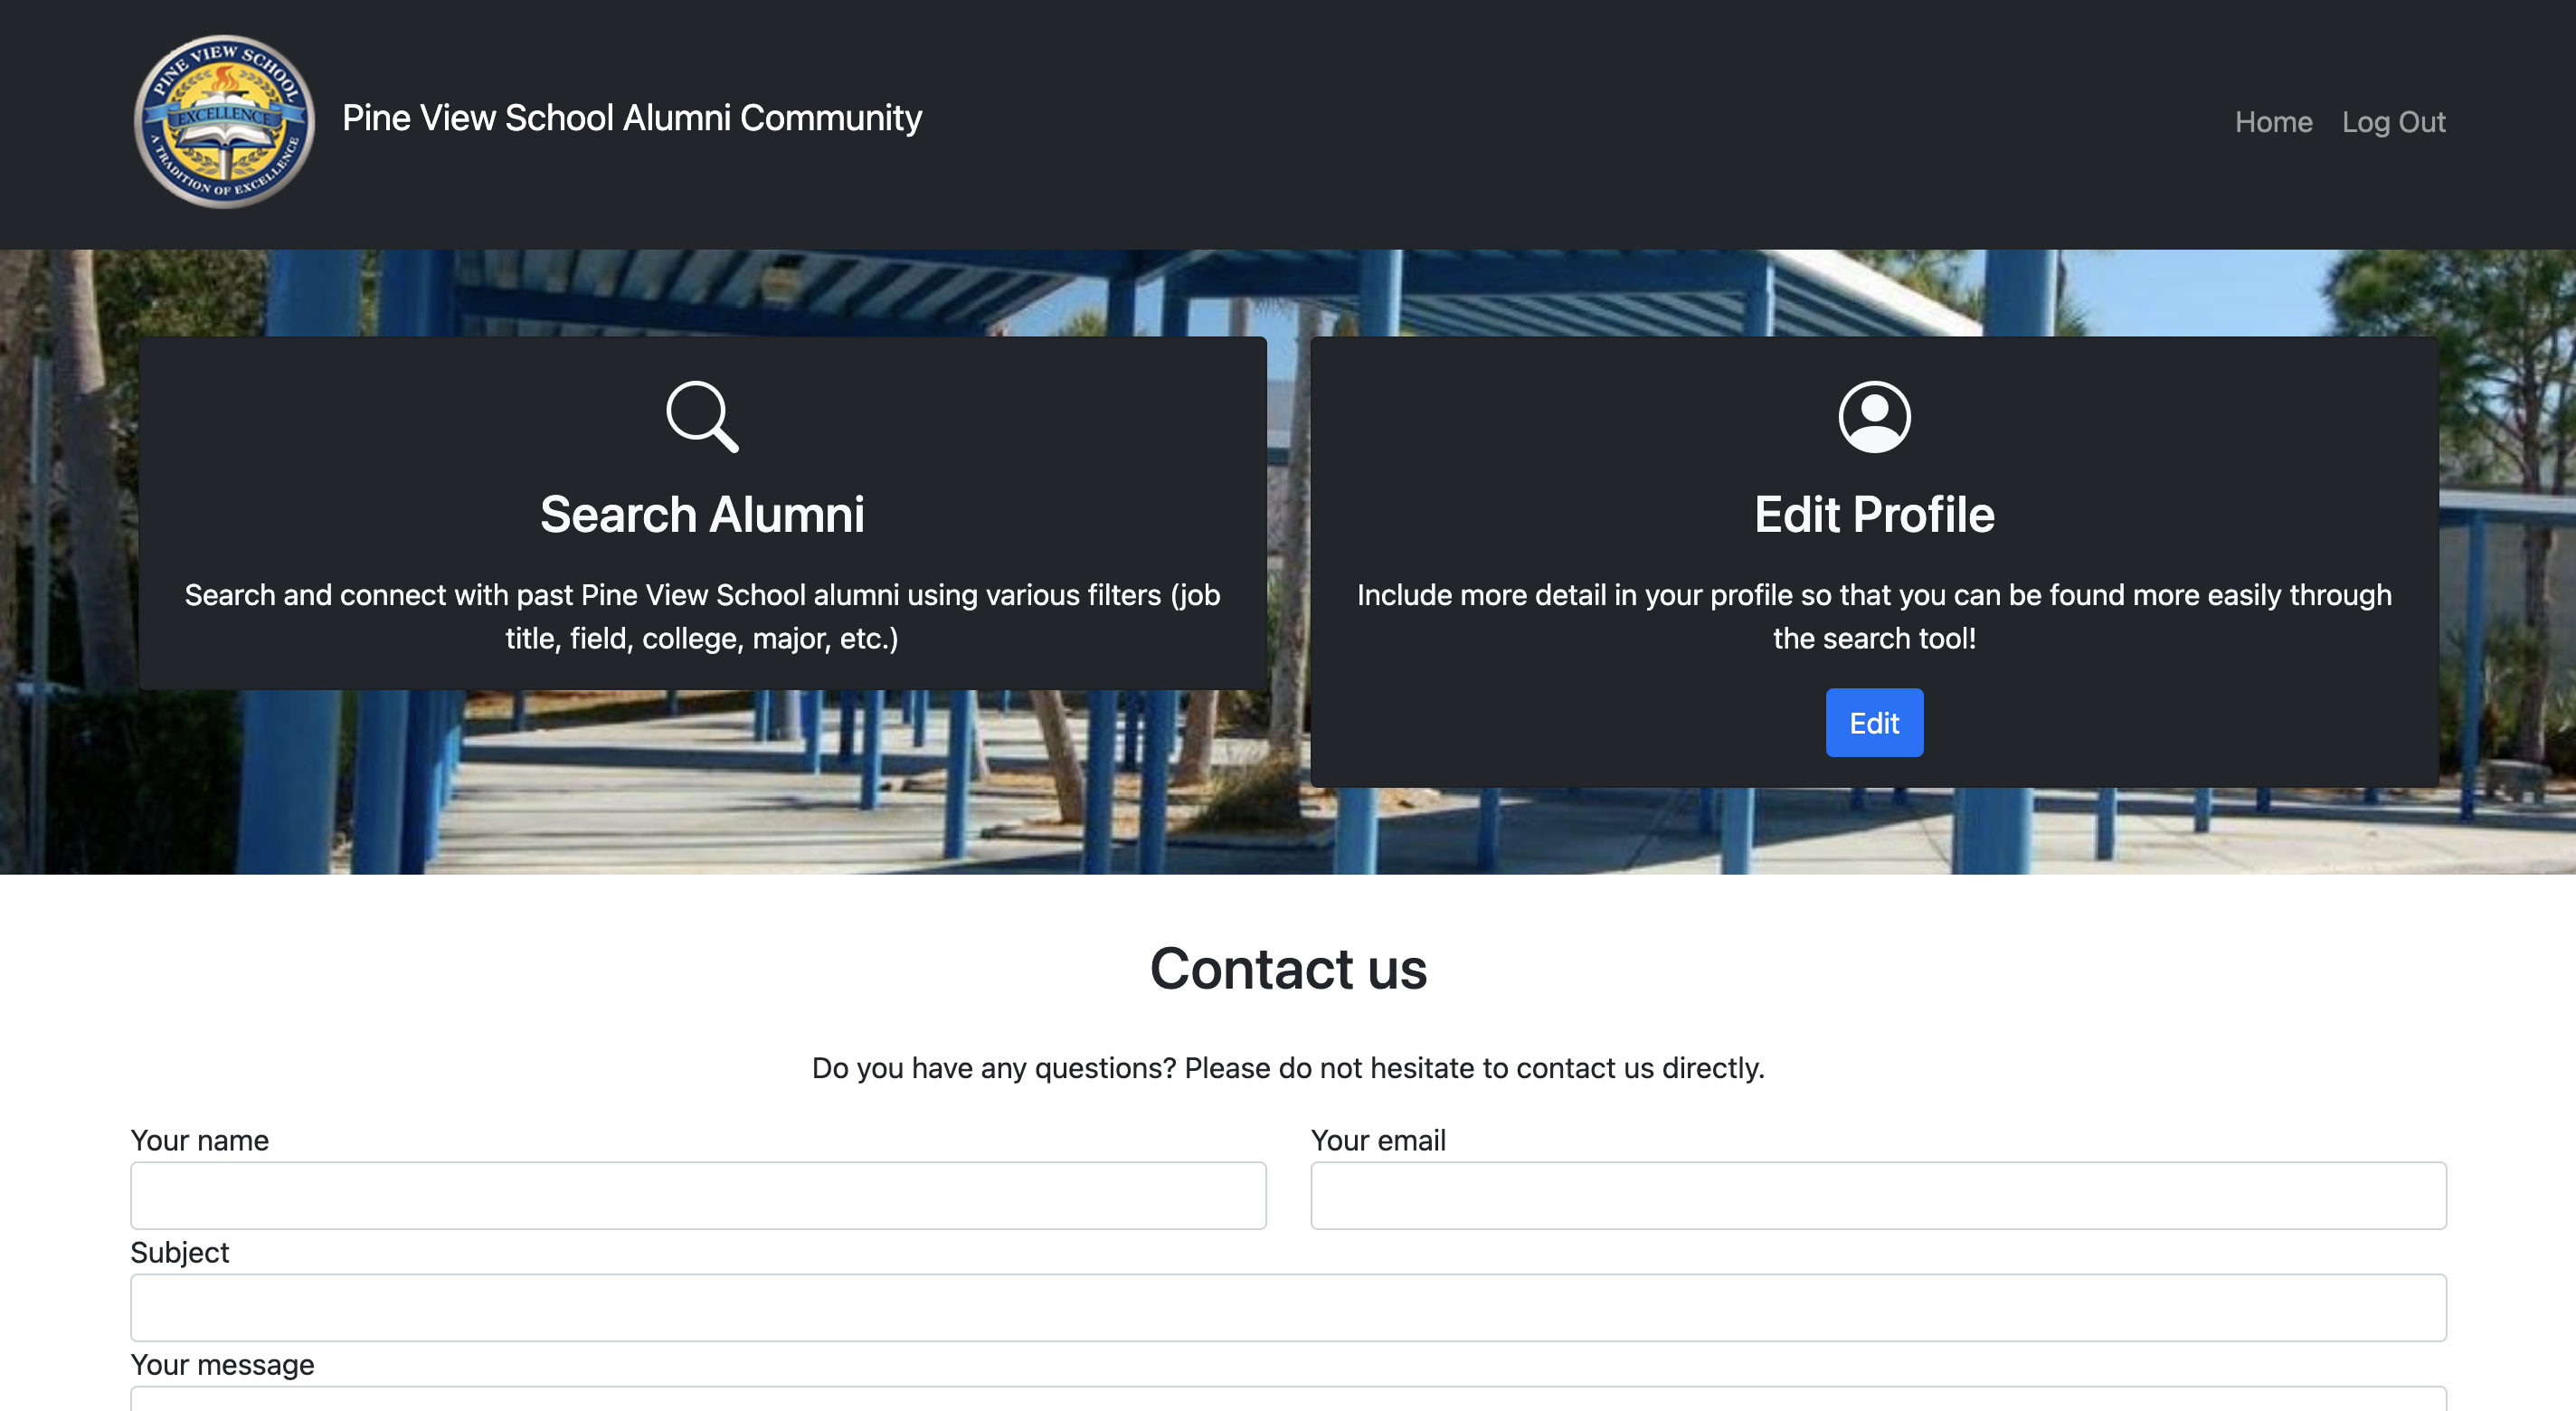 PINE VIEW SCHOOL
EXCELLENCE
A TRADITION OF EXCELLENCE
Pine View School Alumni Community
Home
Log Out
Search Alumni
Search and connect with past Pine View School alumni using various filters (job
title, field, college, major, etc.)
Edit Profile
Include more detail in your profile so that you can be found more easily through
the search tool!
Edit
Contact us
Do you have any questions? Please do not hesitate to contact us directly.
Your name
Your email
Subject
Your message